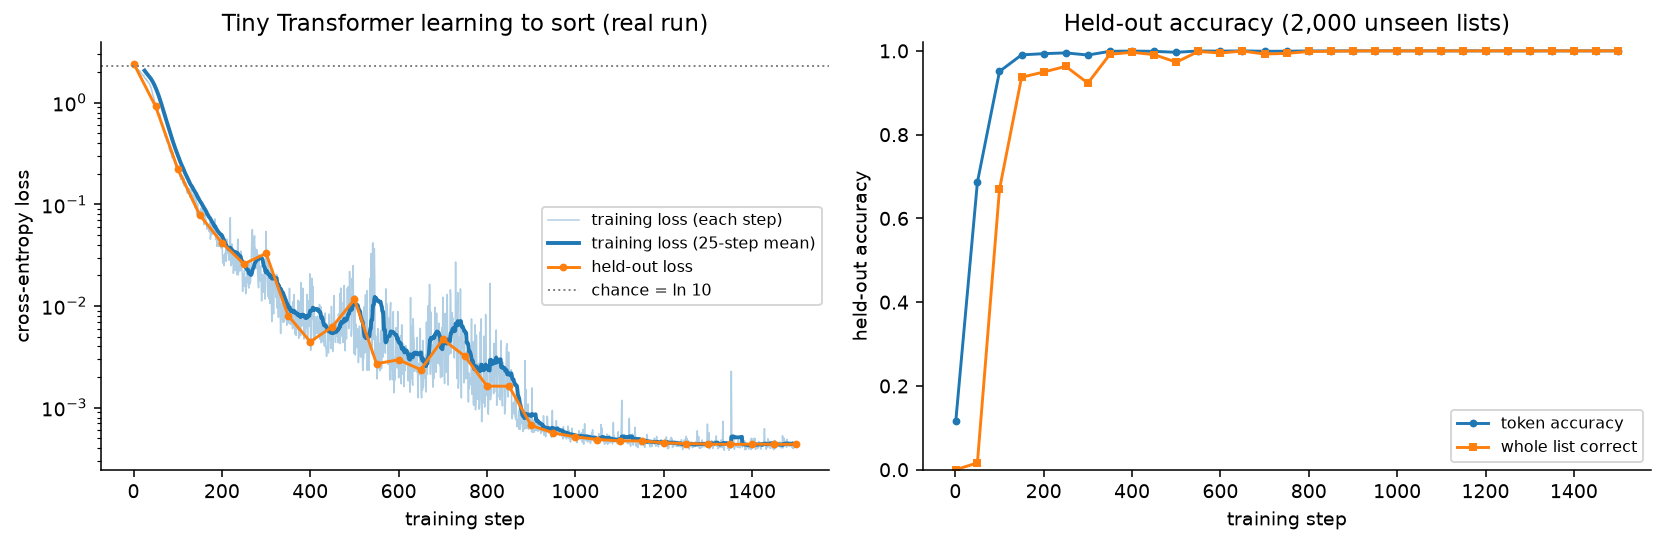 Tiny Transformer learning to sort (real run)
cross-entropy loss
10⁰
10⁻¹
10⁻²
10⁻³
training loss (each step)
training loss (25-step mean)
held-out loss
chance = ln 10
0 200 400 600 800 1000 1200 1400
training step
Held-out accuracy (2,000 unseen lists)
held-out accuracy
1.0
0.8
0.6
0.4
0.2
0.0
token accuracy
whole list correct
0 200 400 600 800 1000 1200 1400
training step